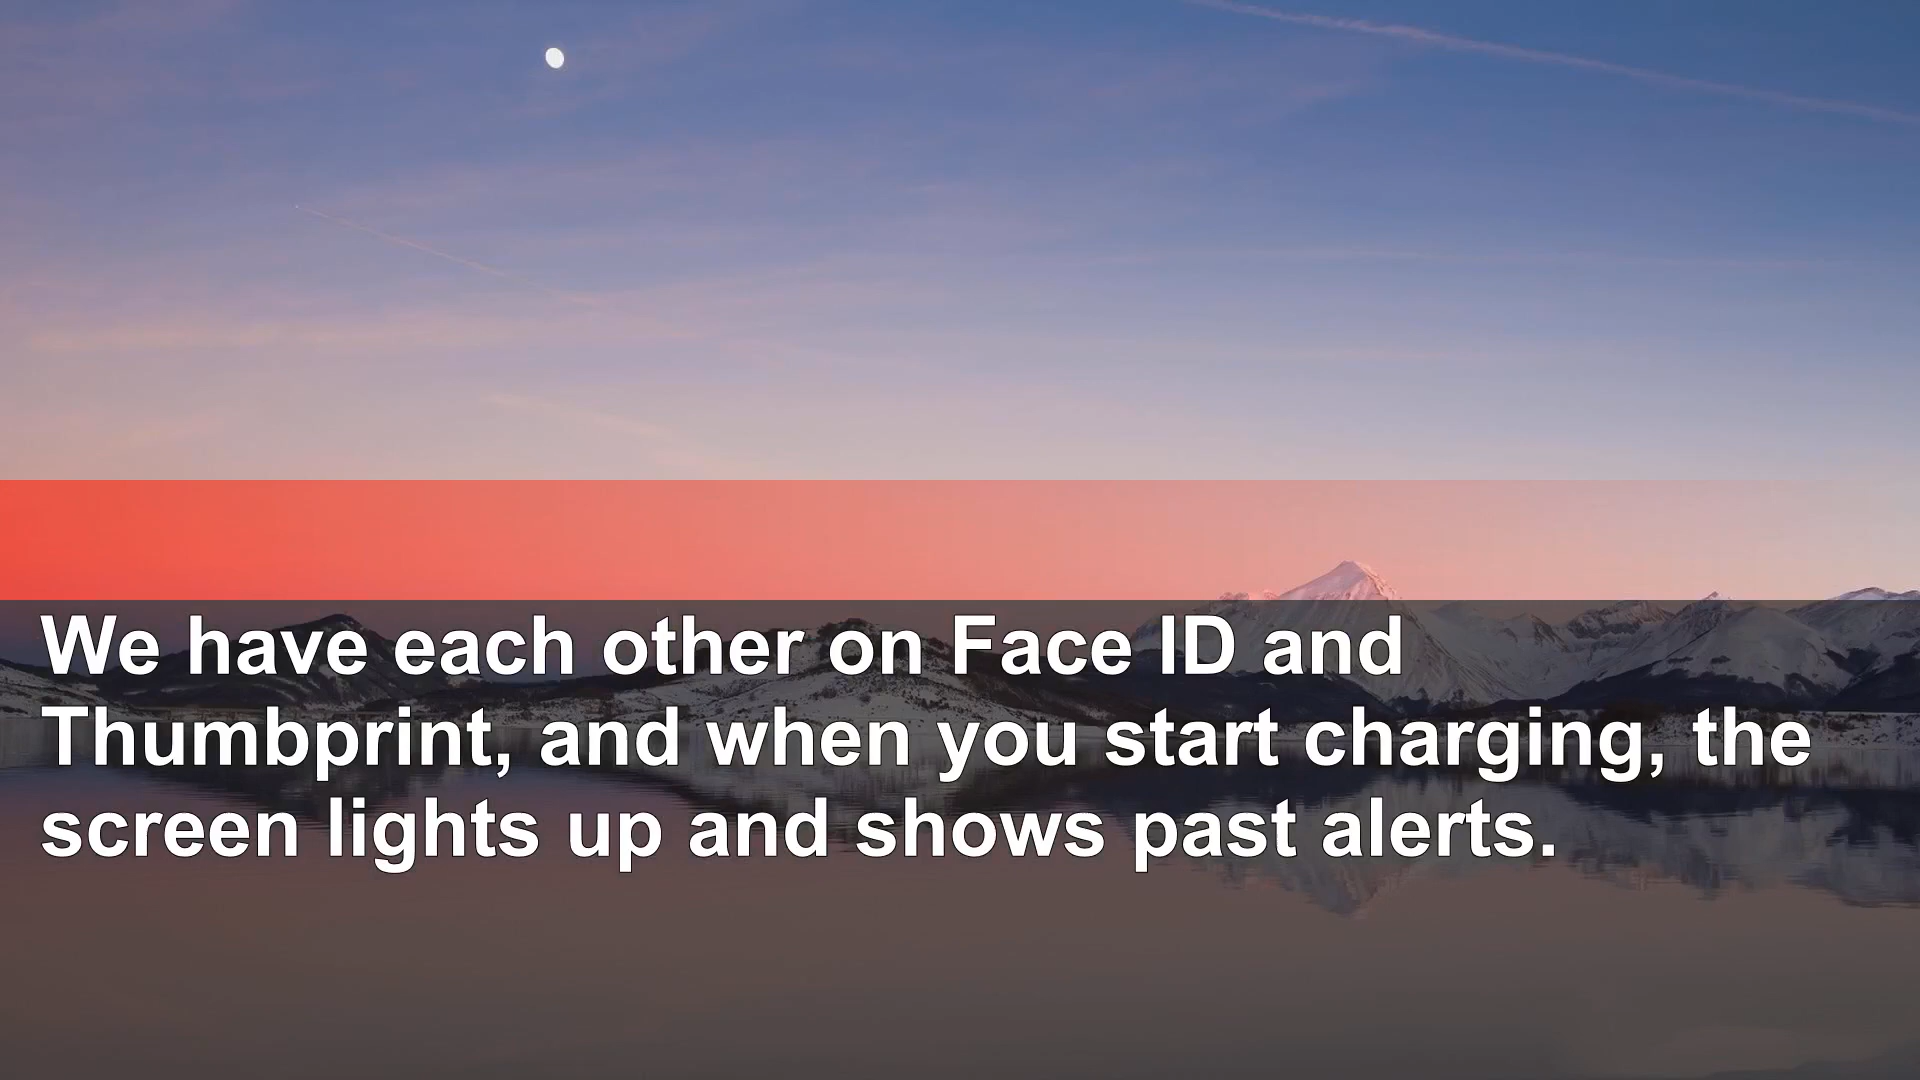 We have each other on Face ID and
Thumbprint, and when you start charging, the
screen lights up and shows past alerts.